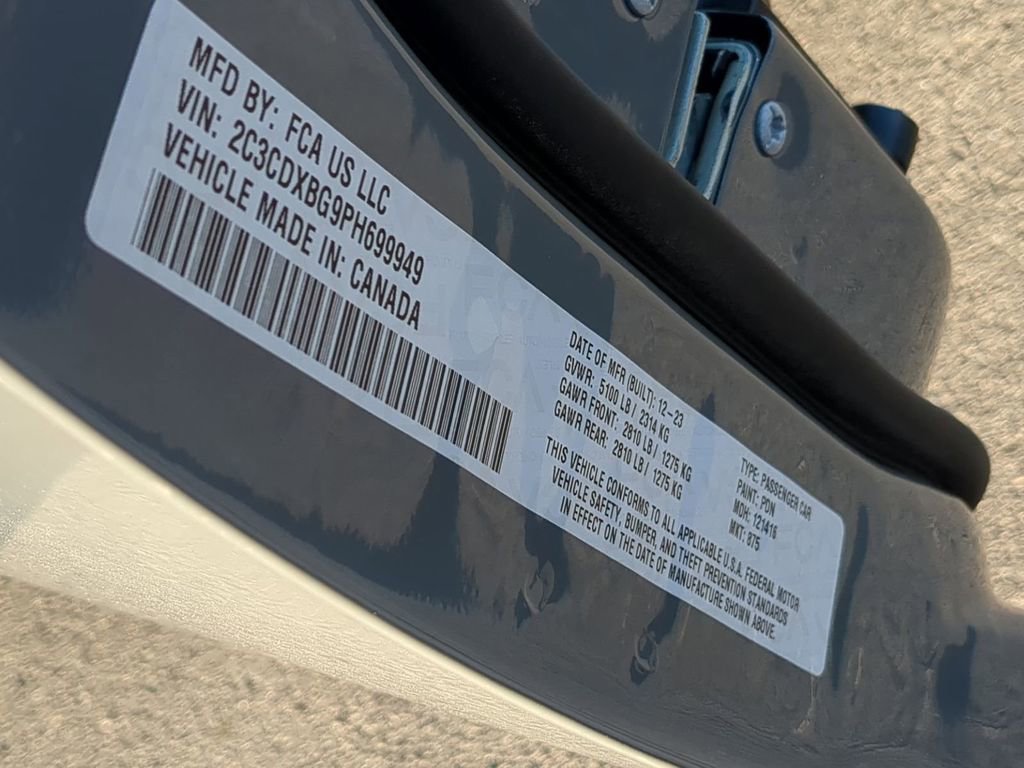 MFD BY: FCA US LLC
VIN: 2C3CDXBG9PH699949
VEHICLE MADE IN: CANADA
DATE OF MFR (BUILT): 12-23
GVWR: 5100 LB / 2314 KG
GAWR FRONT: 2810 LB / 1275 KG
GAWR REAR: 2810 LB / 1275 KG
TYPE: PASSENGER CAR
PAINT: PDN
MDH: 121416
MKT: 875
THIS VEHICLE CONFORMS TO ALL APPLICABLE U.S.A. FEDERAL MOTOR
VEHICLE SAFETY, BUMPER, AND THEFT PREVENTION STANDARDS
IN EFFECT ON THE DATE OF MANUFACTURE SHOWN ABOVE.